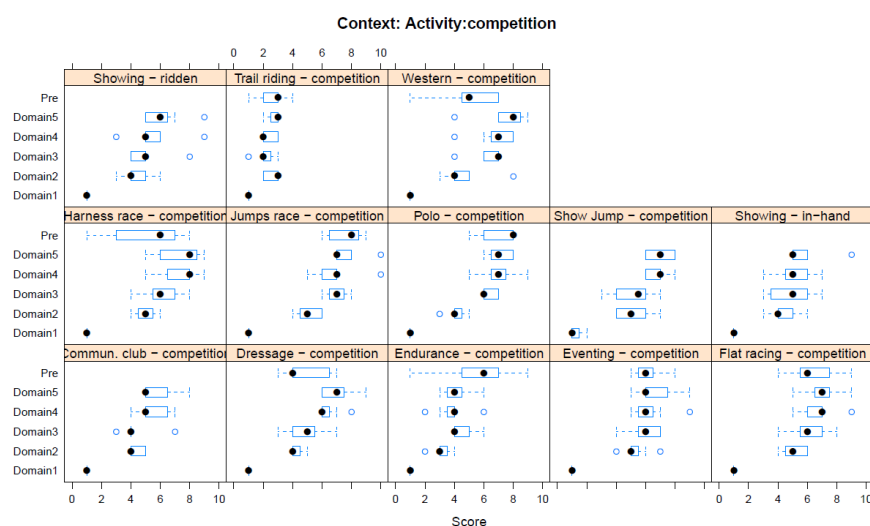 Context: Activity:competition
0 2 4 6 8 10
Showing − ridden Trail riding − competition Western − competition
Pre
Domain5
Domain4
Domain3
Domain2
Domain1
Harness race − competition Jumps race − competition Polo − competition Show Jump − competition Showing − in-hand
Pre
Domain5
Domain4
Domain3
Domain2
Domain1
Commun. club − competition Dressage − competition Endurance − competition Eventing − competition Flat racing − competition
Pre
Domain5
Domain4
Domain3
Domain2
Domain1
0 2 4 6 8 10 0 2 4 6 8 10 0 2 4 6 8 10
Score